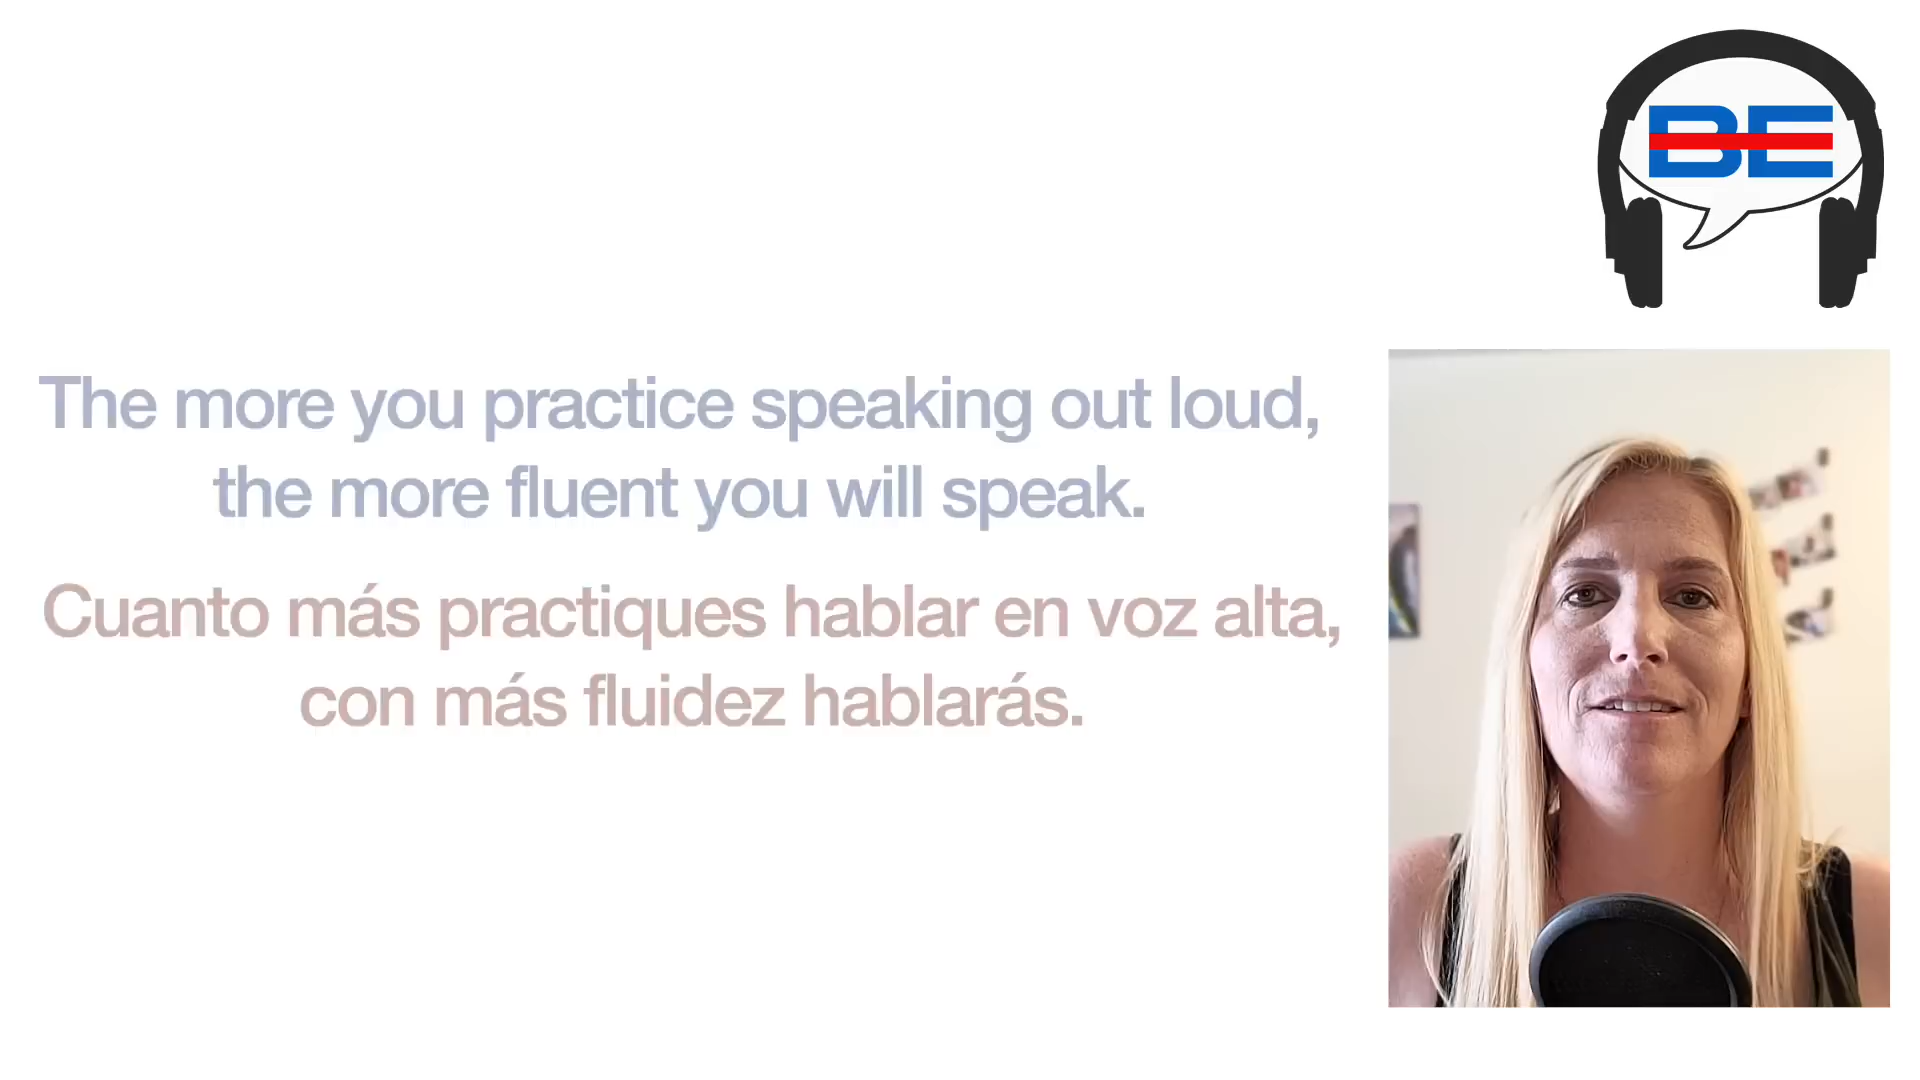 BE
The more you practice speaking out loud,
the more fluent you will speak.
Cuanto más practiques hablar en voz alta,
con más fluidez hablarás.